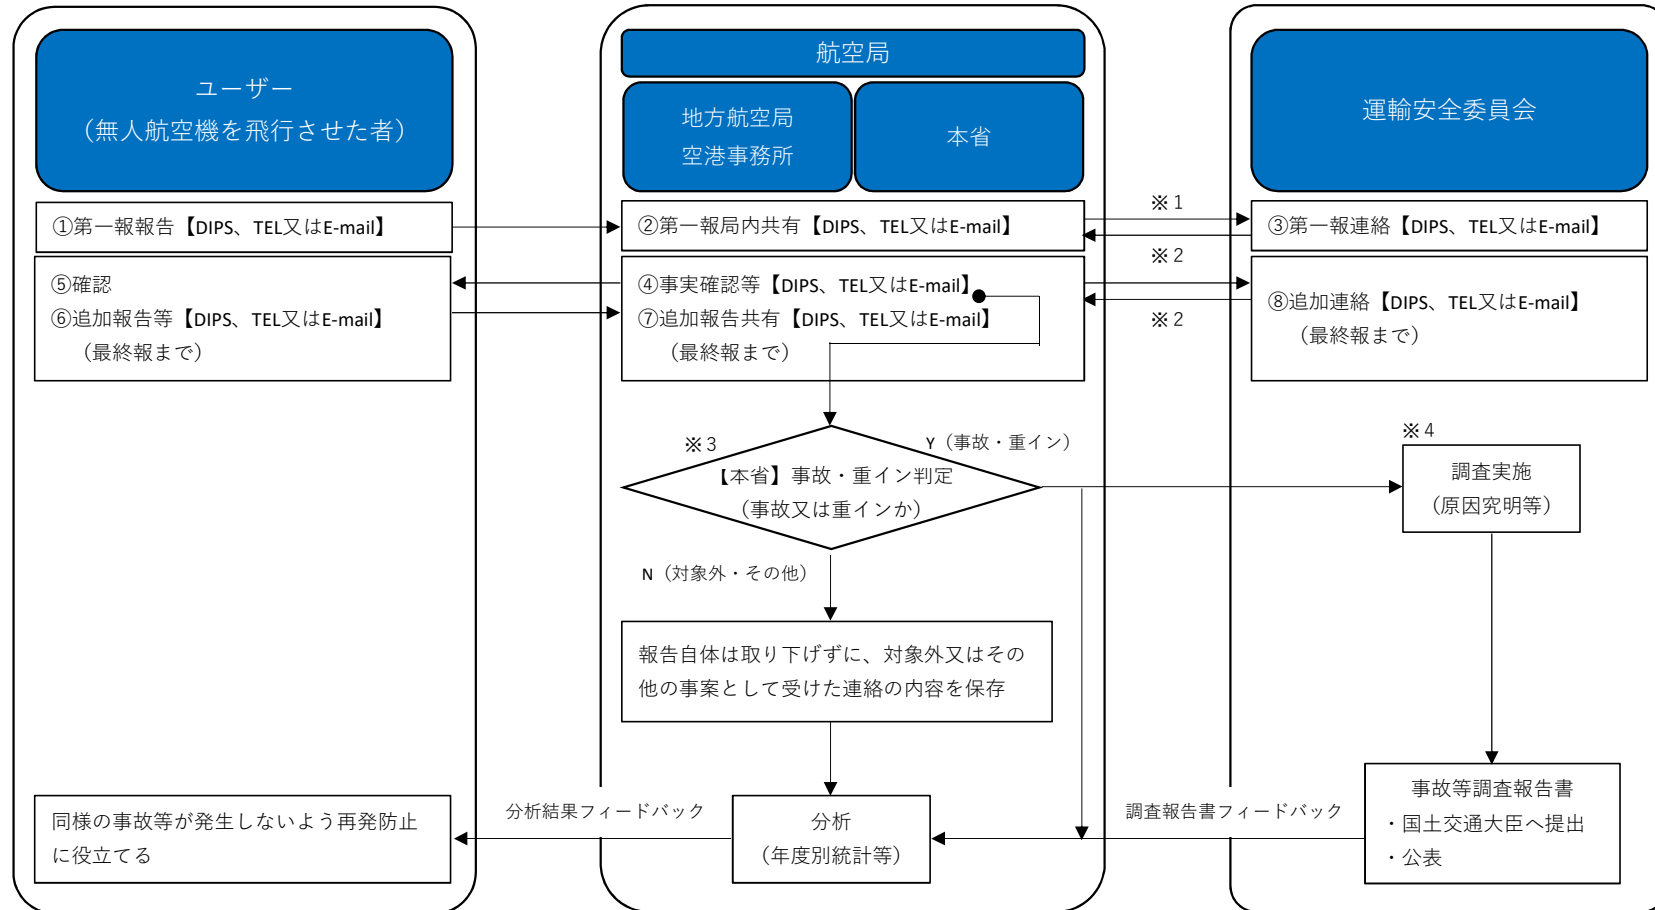 ユーザー
（無人航空機を飛行させた者）
航空局
地方航空局
空港事務所
本省
運輸安全委員会
①第一報報告【DIPS、TEL又はE-mail】
②第一報局内共有【DIPS、TEL又はE-mail】
※1
③第一報連絡【DIPS、TEL又はE-mail】
※2
⑤確認
⑥追加報告等【DIPS、TEL又はE-mail】
（最終報まで）
④事実確認等【DIPS、TEL又はE-mail】
⑦追加報告共有【DIPS、TEL又はE-mail】
（最終報まで）
※2
⑧追加連絡【DIPS、TEL又はE-mail】
（最終報まで）
※3
Y（事故・重イン）
【本省】事故・重イン判定
（事故又は重インか）
※4
調査実施
（原因究明等）
N（対象外・その他）
報告自体は取り下げずに、対象外又はその
他の事案として受けた連絡の内容を保存
同様の事故等が発生しないよう再発防止
に役立てる
分析結果フィードバック
分析
（年度別統計等）
調査報告書フィードバック
事故等調査報告書
・国土交通大臣へ提出
・公表